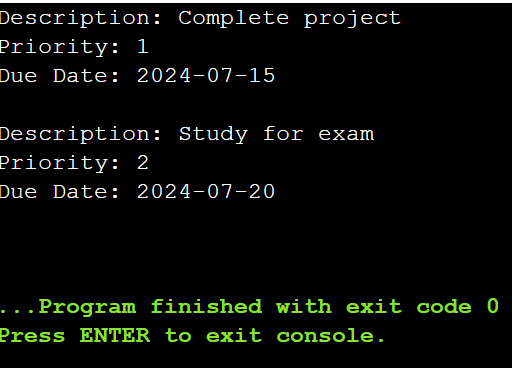 Description: Complete project
Priority: 1
Due Date: 2024-07-15
Description: Study for exam
Priority: 2
Due Date: 2024-07-20
...Program finished with exit code 0
Press ENTER to exit console.